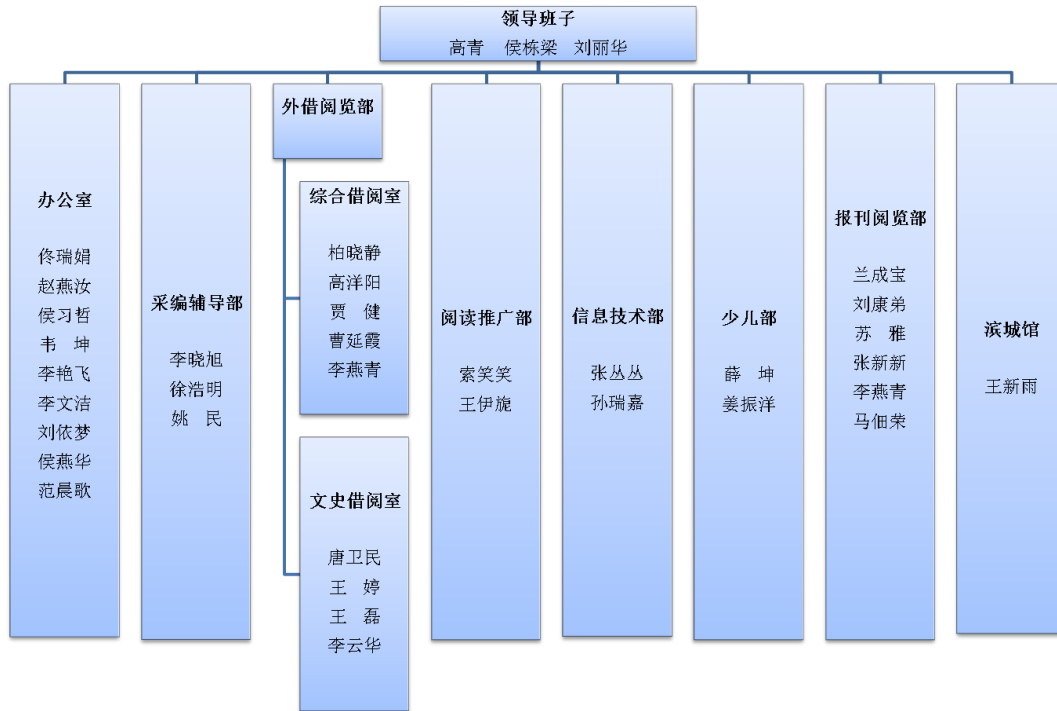 领导班子
高青 侯栋梁 刘丽华
办公室
佟瑞娟
赵燕汝
侯习哲
韦 坤
李艳飞
李文洁
刘依梦
侯燕华
范晨歌
采编辅导部
李晓旭
徐浩明
姚 民
外借阅览部
综合借阅室
柏晓静
高洋阳
贾 健
曹延霞
李燕青
文史借阅室
唐卫民
王 婷
王 磊
李云华
阅读推广部
索笑笑
王伊旎
信息技术部
张丛丛
孙瑞嘉
少儿部
薛 坤
姜振洋
报刊阅览部
兰成宝
刘康弟
苏 雅
张新新
李燕青
马佃荣
滨城馆
王新雨